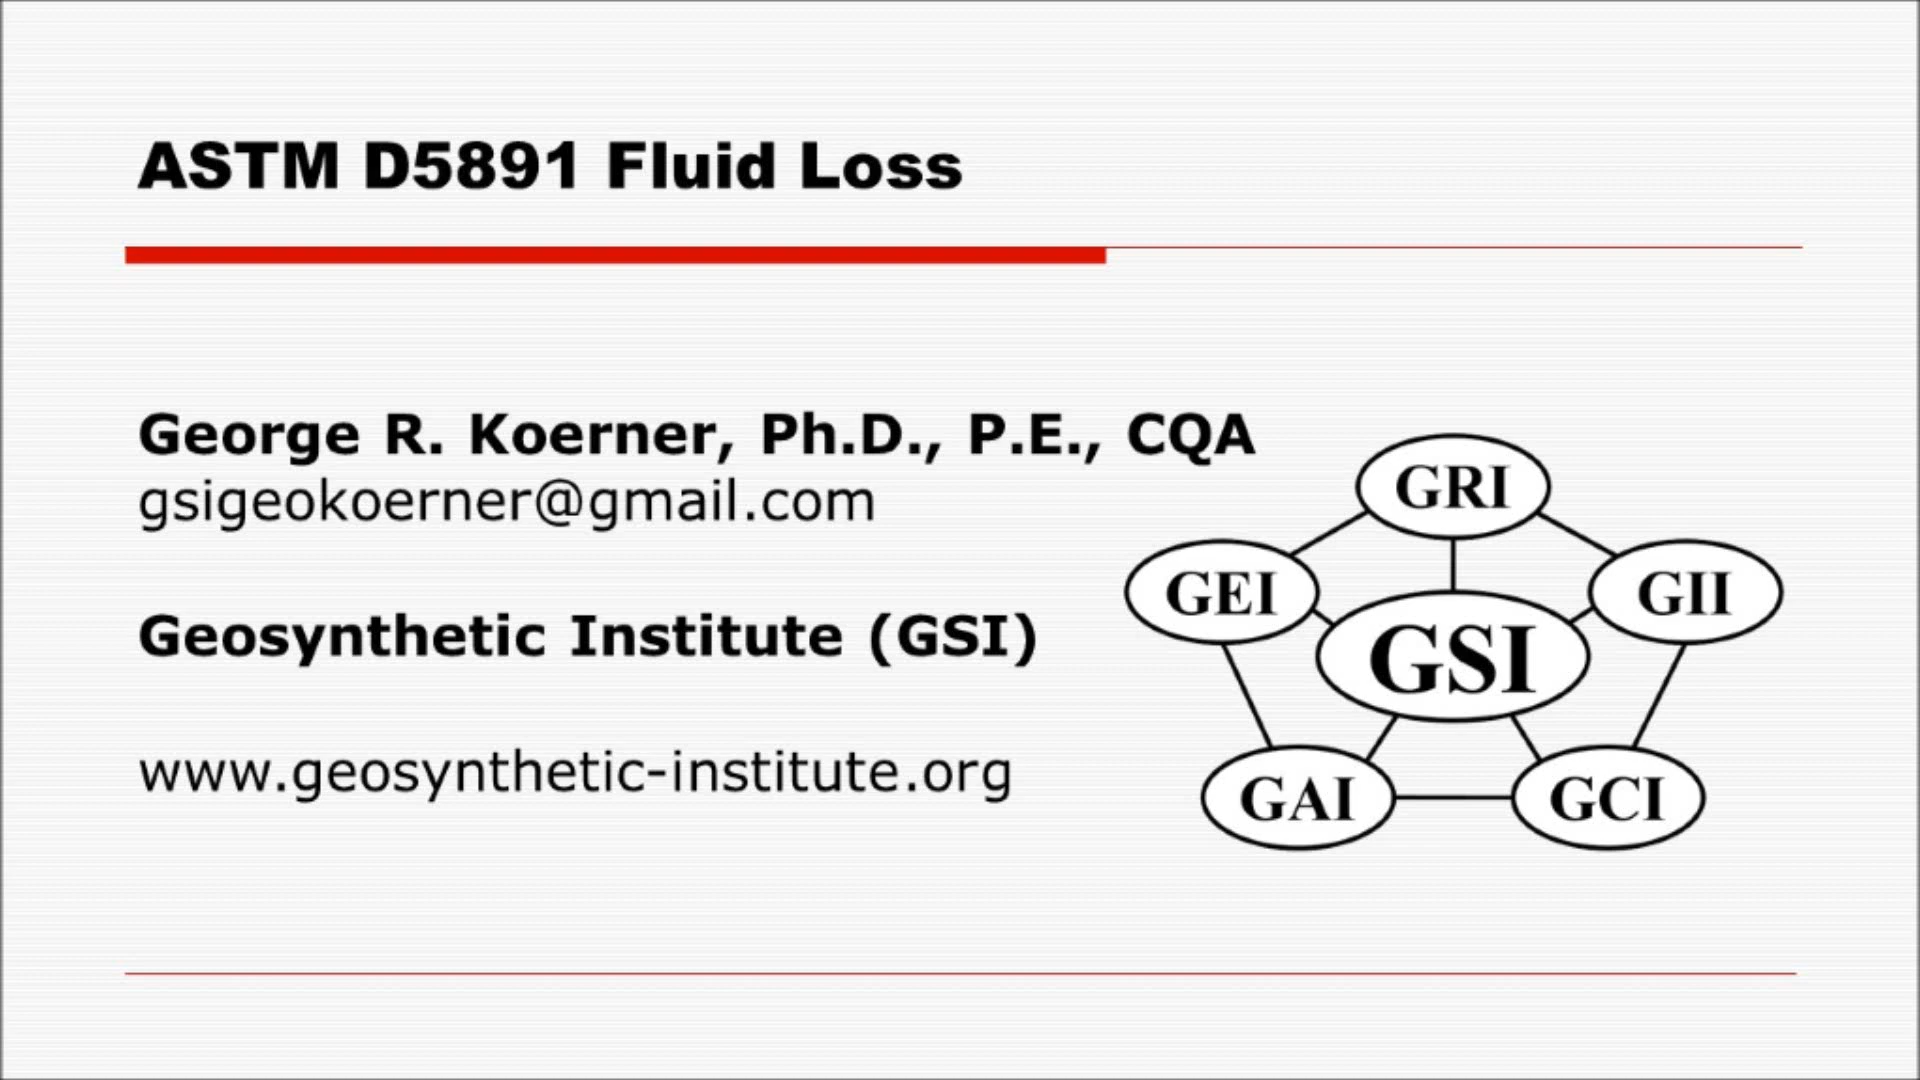 ASTM D5891 Fluid Loss
George R. Koerner, Ph.D., P.E., CQA
gsigeokoerner@gmail.com
Geosynthetic Institute (GSI)
www.geosynthetic-institute.org
GRI
GEI
GII
GSI
GAI
GCI